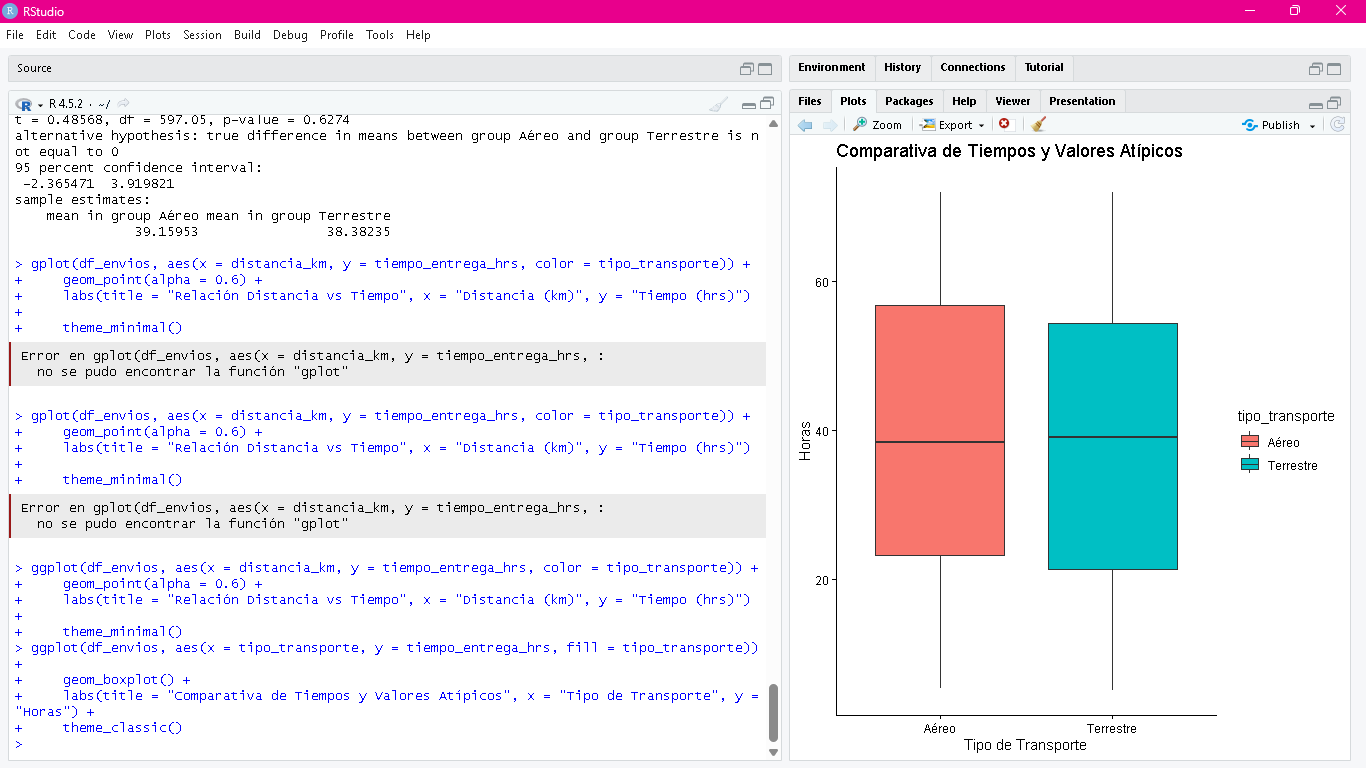 RStudio
File Edit Code View Plots Session Build Debug Profile Tools Help
Source
R 4.5.2 · ~/
t = 0.48568, df = 597.05, p-value = 0.6274
alternative hypothesis: true difference in means between group Aéreo and group Terrestre is n
ot equal to 0
95 percent confidence interval:
 -2.365471  3.919821
sample estimates:
    mean in group Aéreo mean in group Terrestre
               39.15953                38.38235
> gplot(df_envios, aes(x = distancia_km, y = tiempo_entrega_hrs, color = tipo_transporte)) +
+     geom_point(alpha = 0.6) +
+     labs(title = "Relación Distancia vs Tiempo", x = "Distancia (km)", y = "Tiempo (hrs)")
+
+     theme_minimal()
Error en gplot(df_envios, aes(x = distancia_km, y = tiempo_entrega_hrs, :
  no se pudo encontrar la función "gplot"
> gplot(df_envios, aes(x = distancia_km, y = tiempo_entrega_hrs, color = tipo_transporte)) +
+     geom_point(alpha = 0.6) +
+     labs(title = "Relación Distancia vs Tiempo", x = "Distancia (km)", y = "Tiempo (hrs)")
+
+     theme_minimal()
Error en gplot(df_envios, aes(x = distancia_km, y = tiempo_entrega_hrs, :
  no se pudo encontrar la función "gplot"
> ggplot(df_envios, aes(x = distancia_km, y = tiempo_entrega_hrs, color = tipo_transporte)) +
+     geom_point(alpha = 0.6) +
+     labs(title = "Relación Distancia vs Tiempo", x = "Distancia (km)", y = "Tiempo (hrs)")
+
+     theme_minimal()
> ggplot(df_envios, aes(x = tipo_transporte, y = tiempo_entrega_hrs, fill = tipo_transporte))
+
+     geom_boxplot() +
+     labs(title = "Comparativa de Tiempos y Valores Atípicos", x = "Tipo de Transporte", y =
"Horas") +
+     theme_classic()
>
Environment History Connections Tutorial
Files Plots Packages Help Viewer Presentation
Zoom Export Publish
Comparativa de Tiempos y Valores Atípicos
60
40
20
Horas
Aéreo Terrestre
Tipo de Transporte
tipo_transporte
Aéreo
Terrestre